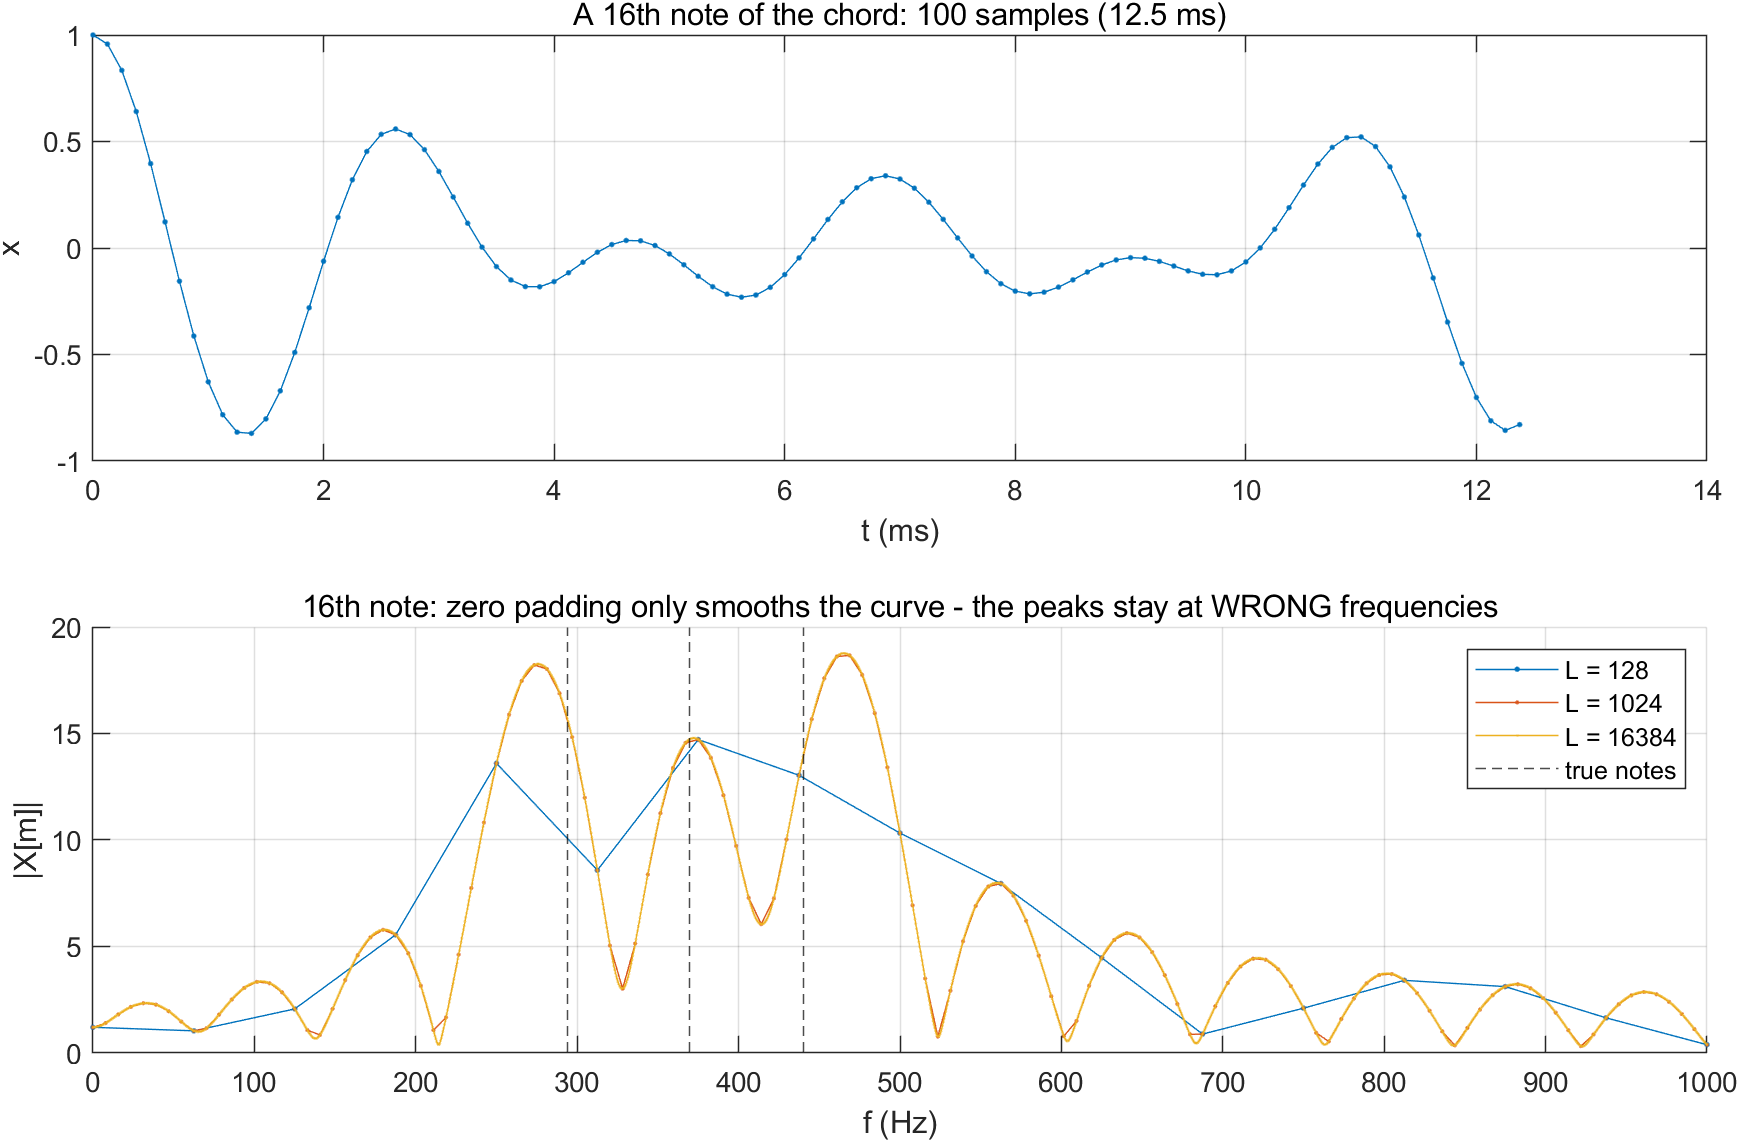 A 16th note of the chord: 100 samples (12.5 ms)
1
0.5
0
-0.5
-1
x
0 2 4 6 8 10 12 14
t (ms)
16th note: zero padding only smooths the curve - the peaks stay at WRONG frequencies
20
15
10
5
0
|X[m]|
L = 128
L = 1024
L = 16384
true notes
0 100 200 300 400 500 600 700 800 900 1000
f (Hz)